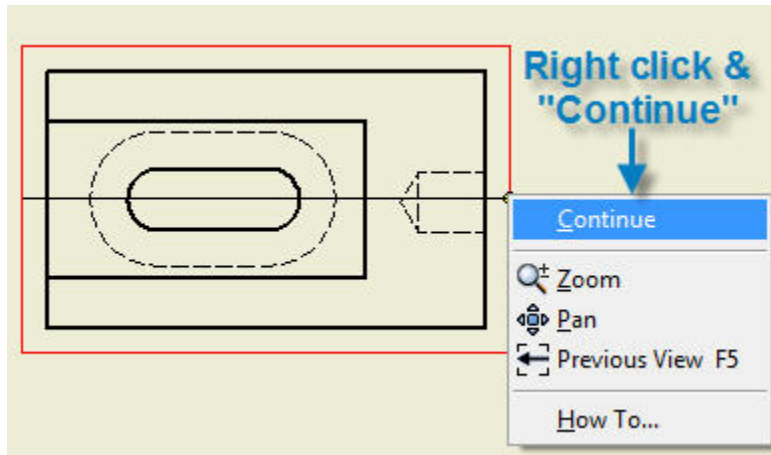 Right click &
"Continue"
Continue
Zoom
Pan
Previous View F5
How To...